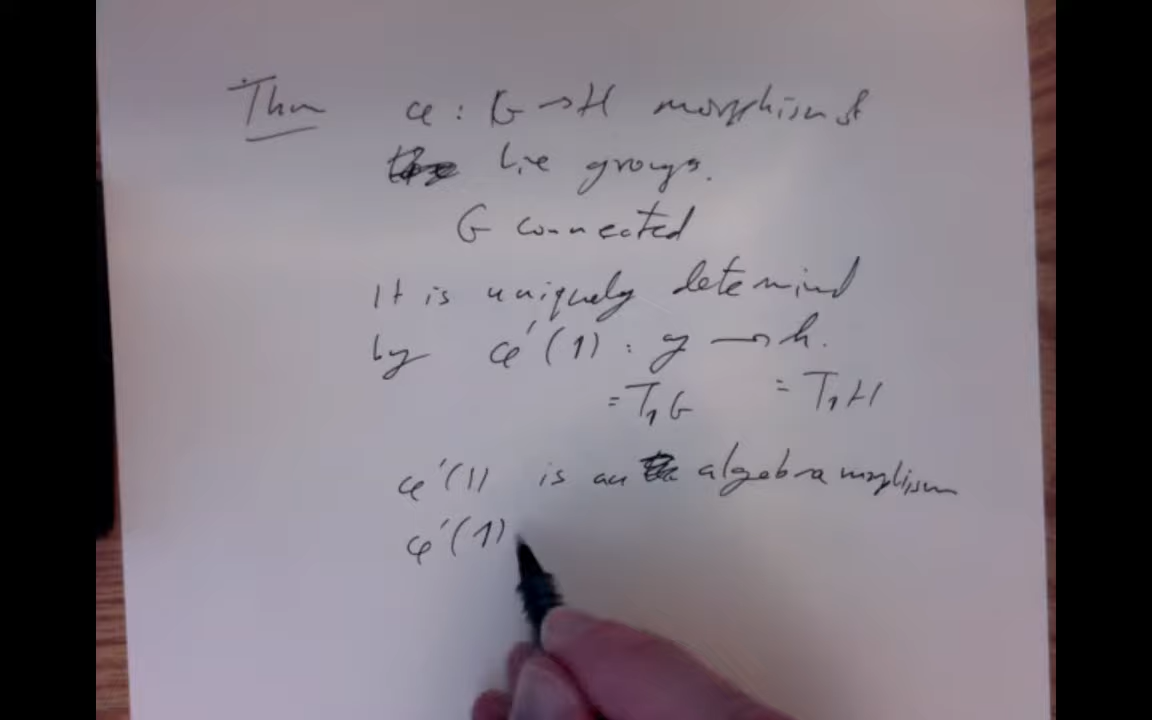 Thm φ : G → H morphism of
Lie groups.
G connected
It is uniquely determind
by φ'(1) : g → h.
= T₁G = T₁H
φ'(1) is an algebra morphism
φ'(1)